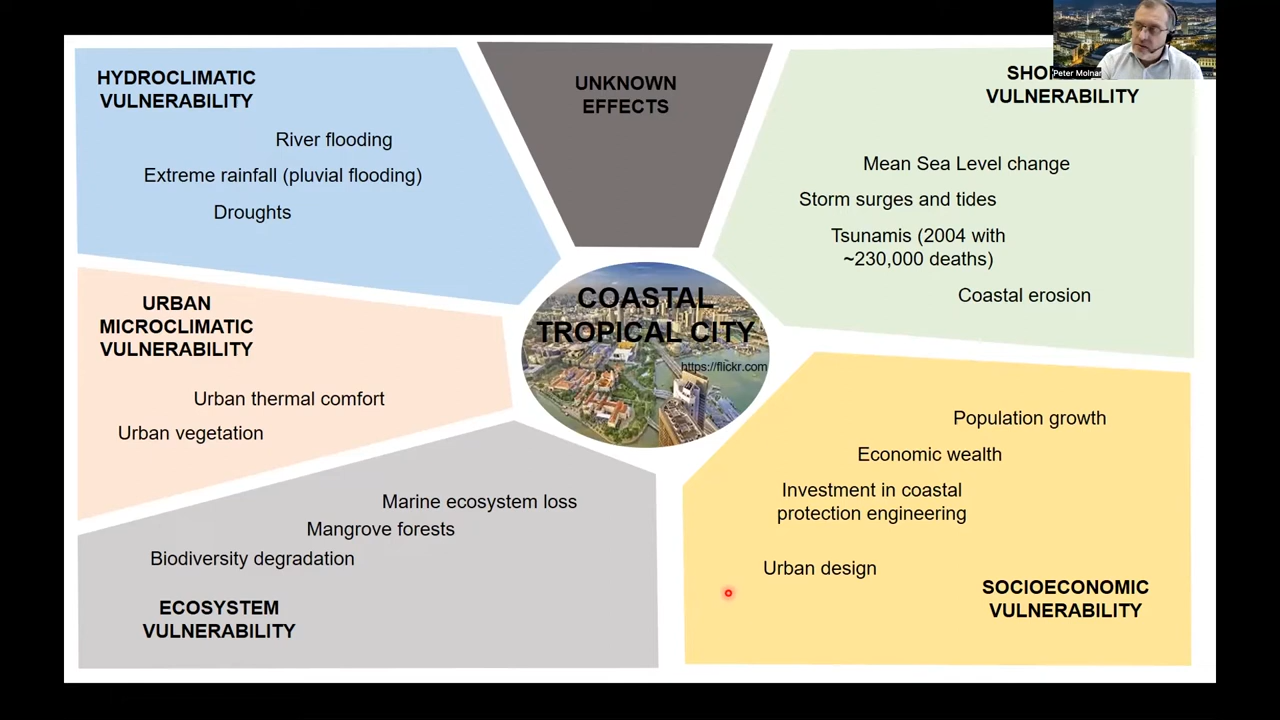 HYDROCLIMATIC
VULNERABILITY
River flooding
Extreme rainfall (pluvial flooding)
Droughts
UNKNOWN
EFFECTS
Peter Molnar
VULNERABILITY
Mean Sea Level change
Storm surges and tides
Tsunamis (2004 with
~230,000 deaths)
Coastal erosion
URBAN
MICROCLIMATIC
VULNERABILITY
Urban thermal comfort
Urban vegetation
COASTAL
TROPICAL CITY
https://flickr.com
Marine ecosystem loss
Mangrove forests
Biodiversity degradation
ECOSYSTEM
VULNERABILITY
Population growth
Economic wealth
Investment in coastal
protection engineering
Urban design
SOCIOECONOMIC
VULNERABILITY